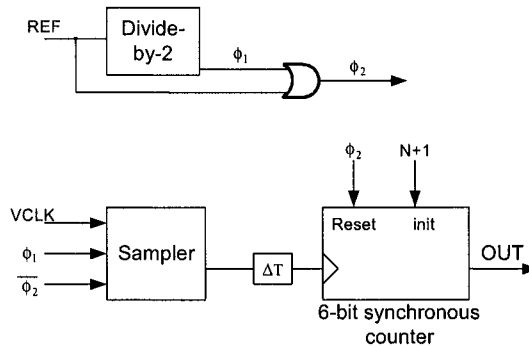 REF
Divide-
by-2
ϕ₁
ϕ₂
ϕ₂
N+1
VCLK
ϕ₁
ϕ₂
Sampler
ΔT
Reset
init
OUT
6-bit synchronous
counter